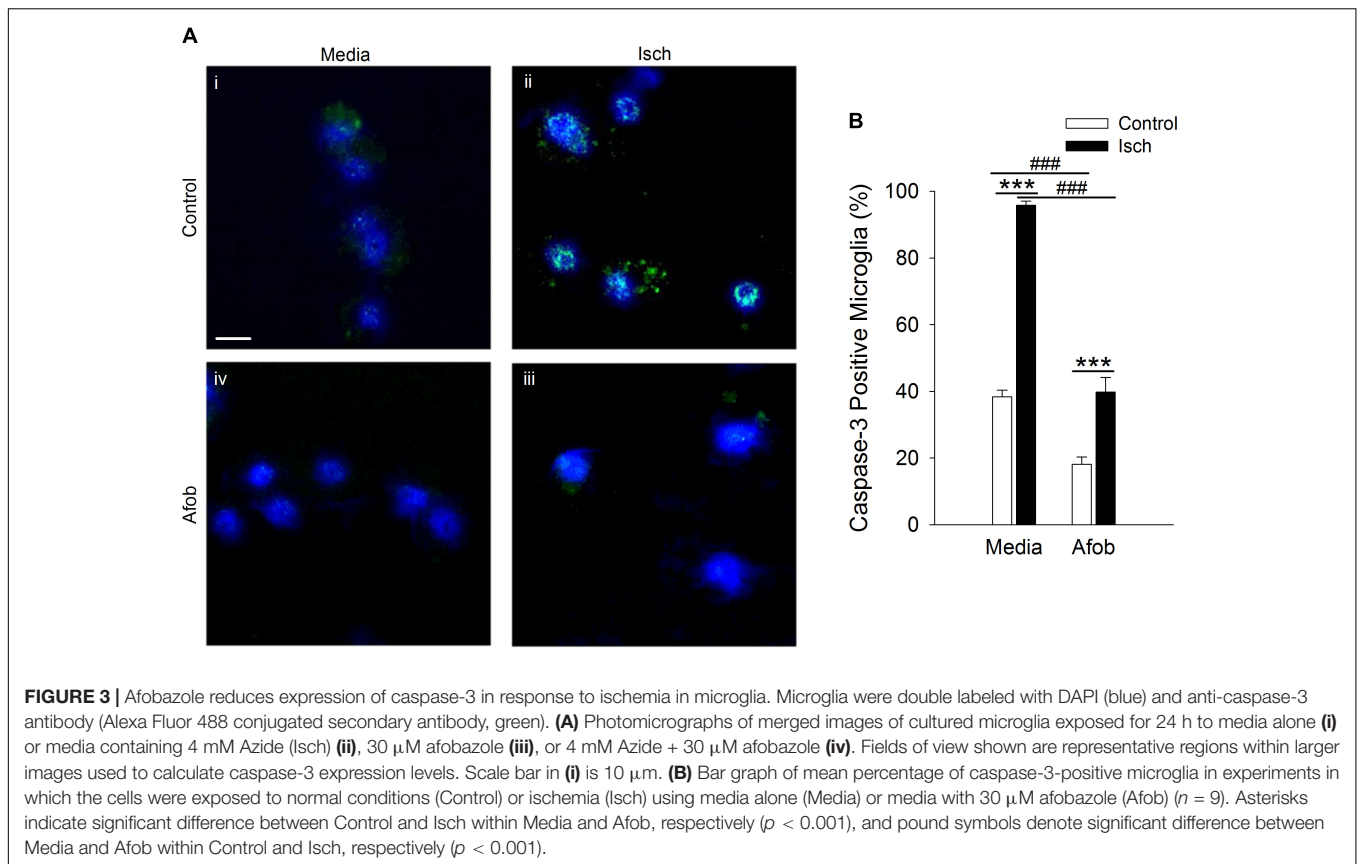 A
Media
Isch
Control
Afob
i
ii
iv
iii
B
Control
Isch
###
***
###
***
Caspase-3 Positive Microglia (%)
100
80
60
40
20
0
Media
Afob
FIGURE 3 | Afobazole reduces expression of caspase-3 in response to ischemia in microglia. Microglia were double labeled with DAPI (blue) and anti-caspase-3
antibody (Alexa Fluor 488 conjugated secondary antibody, green). (A) Photomicrographs of merged images of cultured microglia exposed for 24 h to media alone (i)
or media containing 4 mM Azide (Isch) (ii), 30 μM afobazole (iii), or 4 mM Azide + 30 μM afobazole (iv). Fields of view shown are representative regions within larger
images used to calculate caspase-3 expression levels. Scale bar in (i) is 10 μm. (B) Bar graph of mean percentage of caspase-3-positive microglia in experiments in
which the cells were exposed to normal conditions (Control) or ischemia (Isch) using media alone (Media) or media with 30 μM afobazole (Afob) (n = 9). Asterisks
indicate significant difference between Control and Isch within Media and Afob, respectively (p < 0.001), and pound symbols denote significant difference between
Media and Afob within Control and Isch, respectively (p < 0.001).